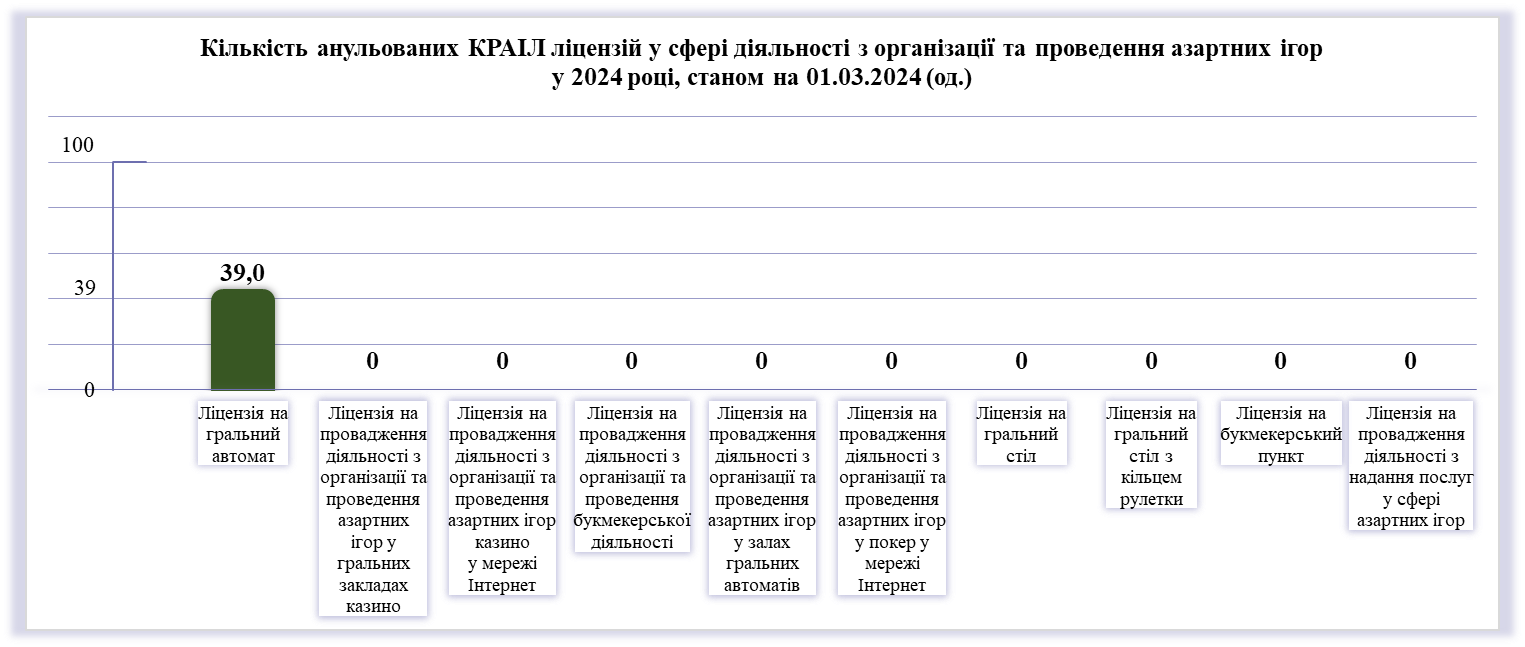 Кількість анульованих КРАІЛ ліцензій у сфері діяльності з організації та проведення азартних ігор
у 2024 році, станом на 01.03.2024 (од.)
100
39
0
39,0
0
0
0
0
0
0
0
0
0
Ліцензія на
гральний
автомат
Ліцензія на
провадження
діяльності з
організації та
проведення
азартних
ігор у
гральних
закладах
казино
Ліцензія на
провадження
діяльності з
організації та
проведення
азартних ігор
казино
у мережі
Інтернет
Ліцензія на
провадження
діяльності з
організації та
проведення
букмекерської
діяльності
Ліцензія на
провадження
діяльності з
організації та
проведення
азартних ігор
у залах
гральних
автоматів
Ліцензія на
провадження
діяльності з
організації та
проведення
азартних ігор
у покер у
мережі
Інтернет
Ліцензія на
гральний
стіл
Ліцензія на
гральний
стіл з
кільцем
рулетки
Ліцензія на
букмекерський
пункт
Ліцензія на
провадження
діяльності з
надання послуг
у сфері
азартних ігор